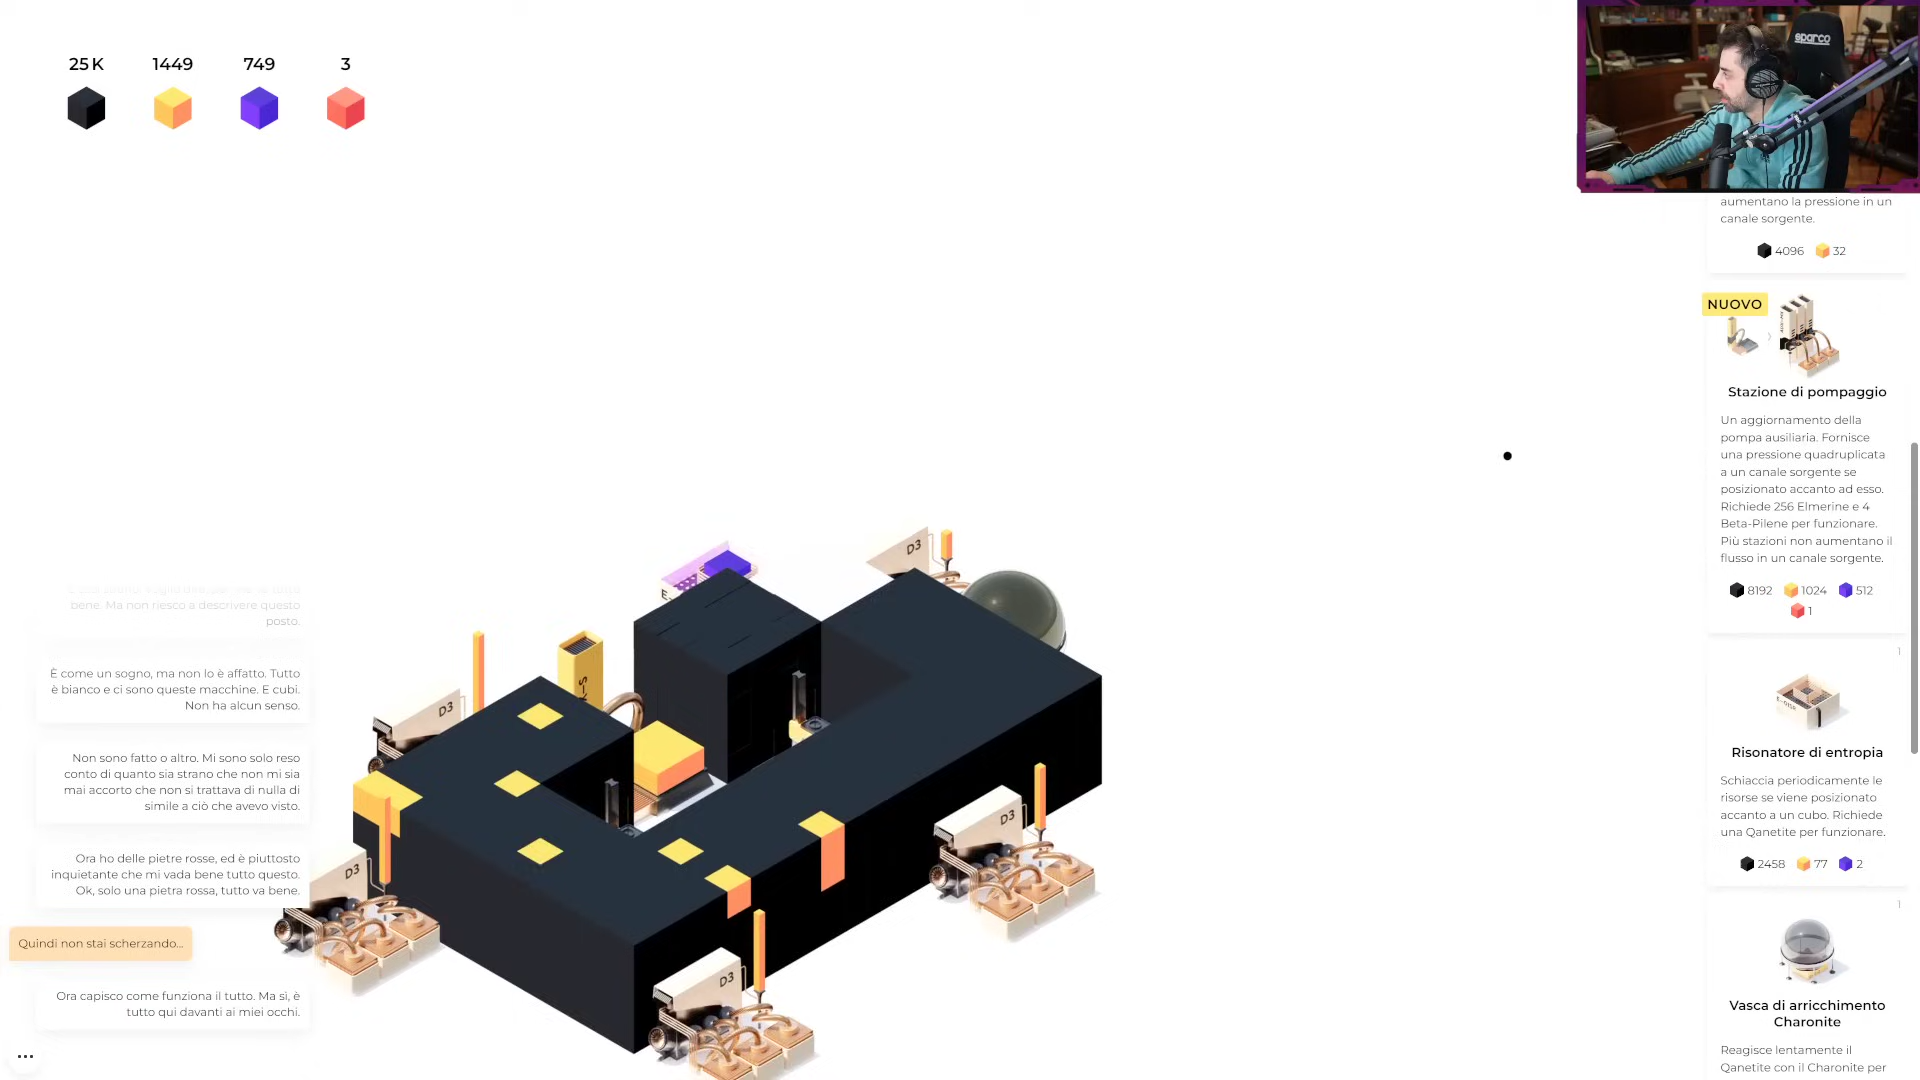 25 K 1449 749 3
sparco
aumentano la pressione in un
canale sorgente.
4096 32
NUOVO
Stazione di pompaggio
Un aggiornamento della
pompa ausiliaria. Fornisce
una pressione quadruplicata
a un canale sorgente se
posizionato accanto ad esso.
Richiede 256 Elmerine e 4
Beta-Pilene per funzionare.
Più stazioni non aumentano il
flusso in un canale sorgente.
8192 1024 512
1
1
Risonatore di entropia
Schiaccia periodicamente le
risorse se viene posizionato
accanto a un cubo. Richiede
una Qanetite per funzionare.
2458 77 2
1
Vasca di arricchimento
Charonite
Reagisce lentamente il
Qanetite con il Charonite per
bene. Ma non riesco a descrivere questo
posto.
È come un sogno, ma non lo è affatto. Tutto
è bianco e ci sono queste macchine. E cubi.
Non ha alcun senso.
Non sono fatto o altro. Mi sono solo reso
conto di quanto sia strano che non mi sia
mai accorto che non si trattava di nulla di
simile a ciò che avevo visto.
Ora ho delle pietre rosse, ed è piuttosto
inquietante che mi vada bene tutto questo.
Ok, solo una pietra rossa, tutto va bene.
Quindi non stai scherzando...
Ora capisco come funziona il tutto. Ma sì, è
tutto qui davanti ai miei occhi.
D3
D3
D3
D3
D3